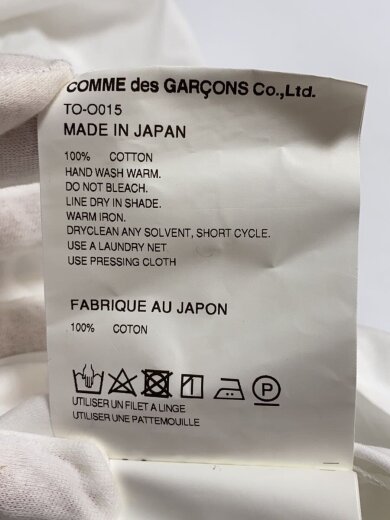 COMME des GARÇONS Co.,Ltd.
TO-O015
MADE IN JAPAN
100% COTTON
HAND WASH WARM.
DO NOT BLEACH.
LINE DRY IN SHADE.
WARM IRON.
DRYCLEAN ANY SOLVENT, SHORT CYCLE.
USE A LAUNDRY NET
USE PRESSING CLOTH
FABRIQUE AU JAPON
100% COTON
P
UTILISER UN FILET A LINGE
UTILISER UNE PATTEMOUILLE